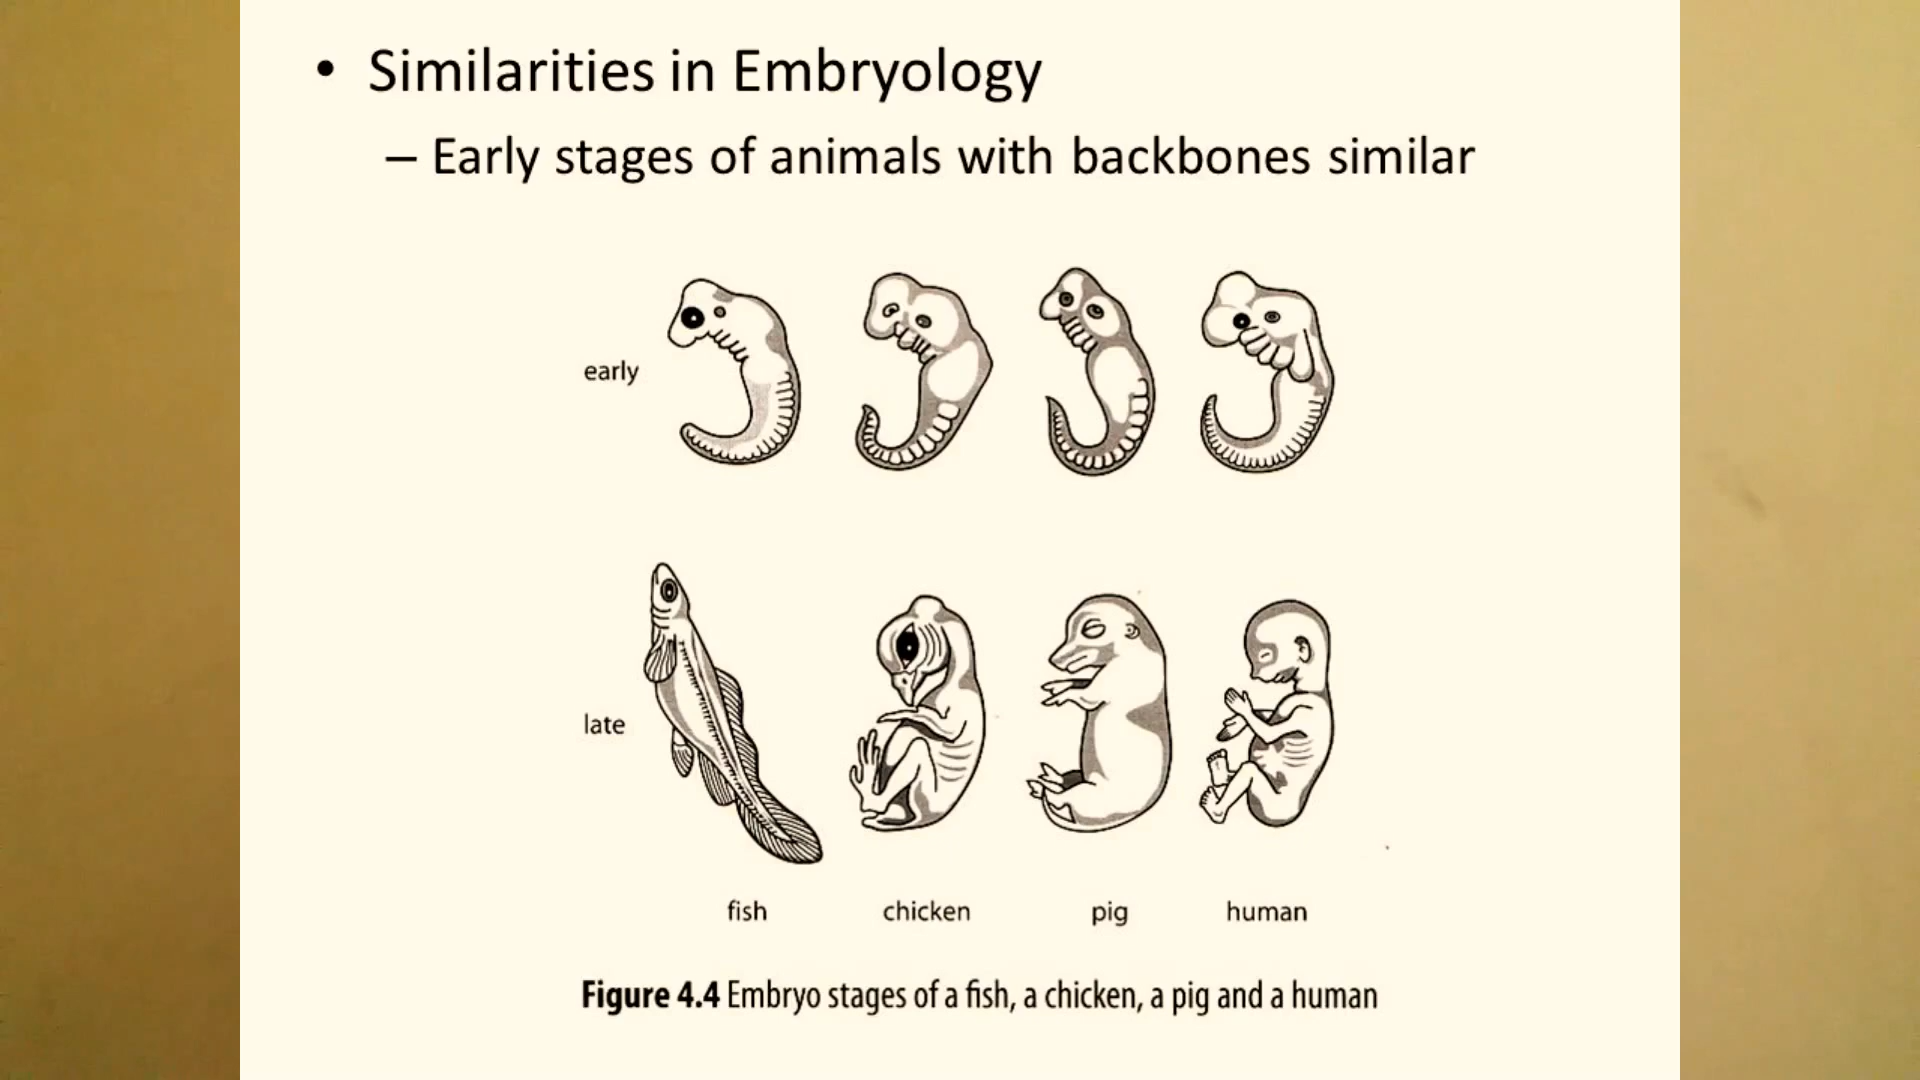 • Similarities in Embryology
– Early stages of animals with backbones similar
early
late
fish chicken pig human
Figure 4.4 Embryo stages of a fish, a chicken, a pig and a human